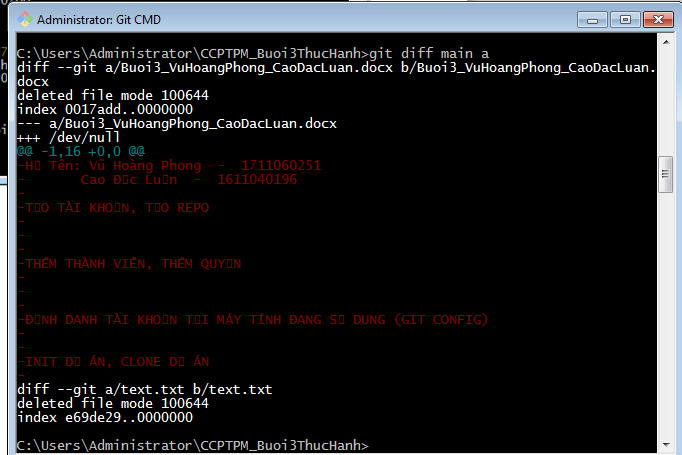 Administrator: Git CMD
C:\Users\Administrator\CCPTPM_Buoi3ThucHanh>git diff main a
diff --git a/Buoi3_VuHoangPhong_CaoDacLuan.docx b/Buoi3_VuHoangPhong_CaoDacLuan.
docx
deleted file mode 100644
index 0017add..0000000
--- a/Buoi3_VuHoangPhong_CaoDacLuan.docx
+++ /dev/null
@@ -1,16 +0,0 @@
-H� Tên: Vũ Hoàng Phong  -  1711060251
-       Cao Đ�c Lu�n  -  1611040196
-
-T�O TÀI KHO�N, T�O REPO
-
-
-
-THÊM THÀNH VIÊN, THÊM QUY�N
-
-
-
-Đ�NH DANH TÀI KHO�N T�I MÁY TÍNH ĐANG S� DUNG (GIT CONFIG)
-
-
-INIT D� ÁN, CLONE D� ÁN
-
diff --git a/text.txt b/text.txt
deleted file mode 100644
index e69de29..0000000
C:\Users\Administrator\CCPTPM_Buoi3ThucHanh>